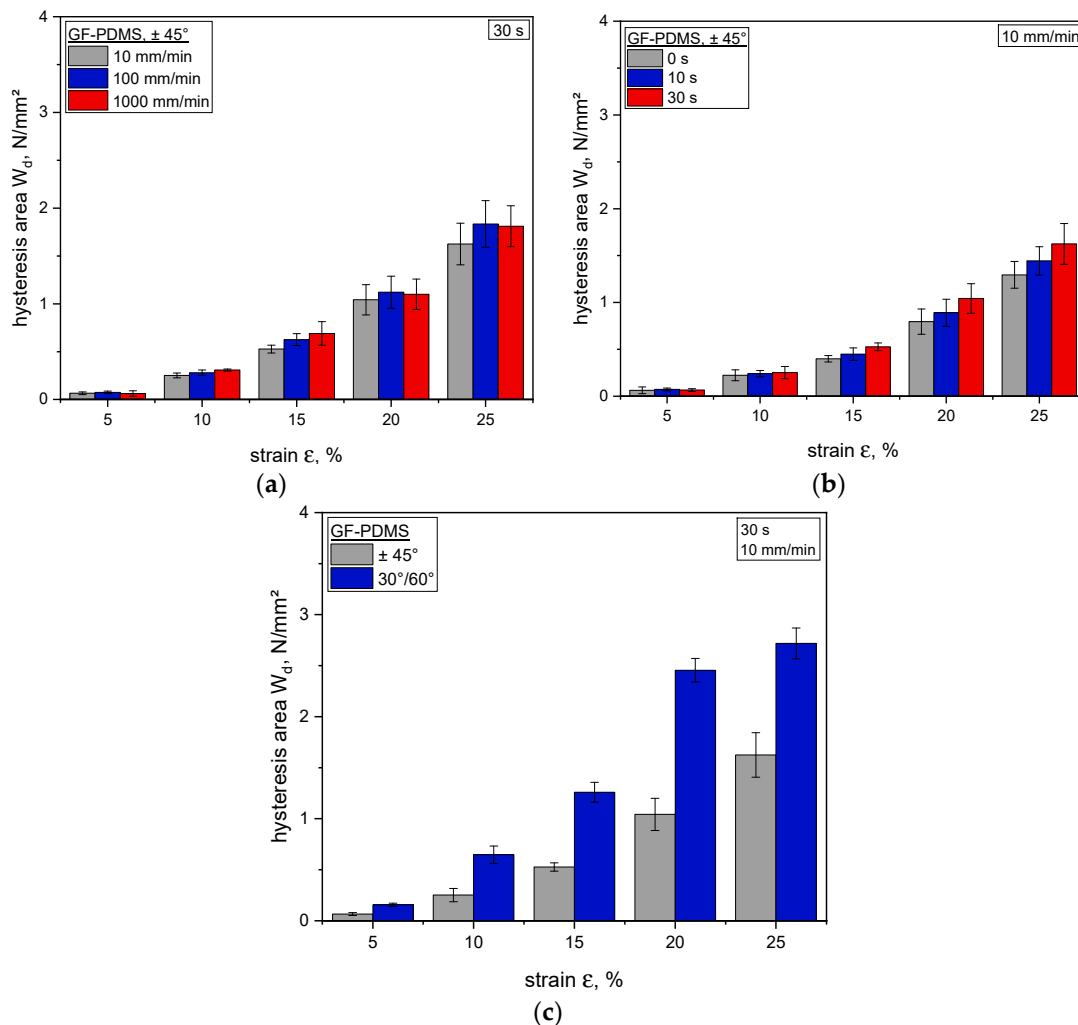 GF-PDMS, ± 45°
10 mm/min
100 mm/min
1000 mm/min
30 s
4
3
2
1
0
hysteresis area W_d, N/mm²
5 10 15 20 25
strain ε, %
(a)
GF-PDMS, ± 45°
0 s
10 s
30 s
10 mm/min
4
3
2
1
0
hysteresis area W_d, N/mm²
5 10 15 20 25
strain ε, %
(b)
GF-PDMS
± 45°
30°/60°
30 s
10 mm/min
4
3
2
1
0
hysteresis area W_d, N/mm²
5 10 15 20 25
strain ε, %
(c)